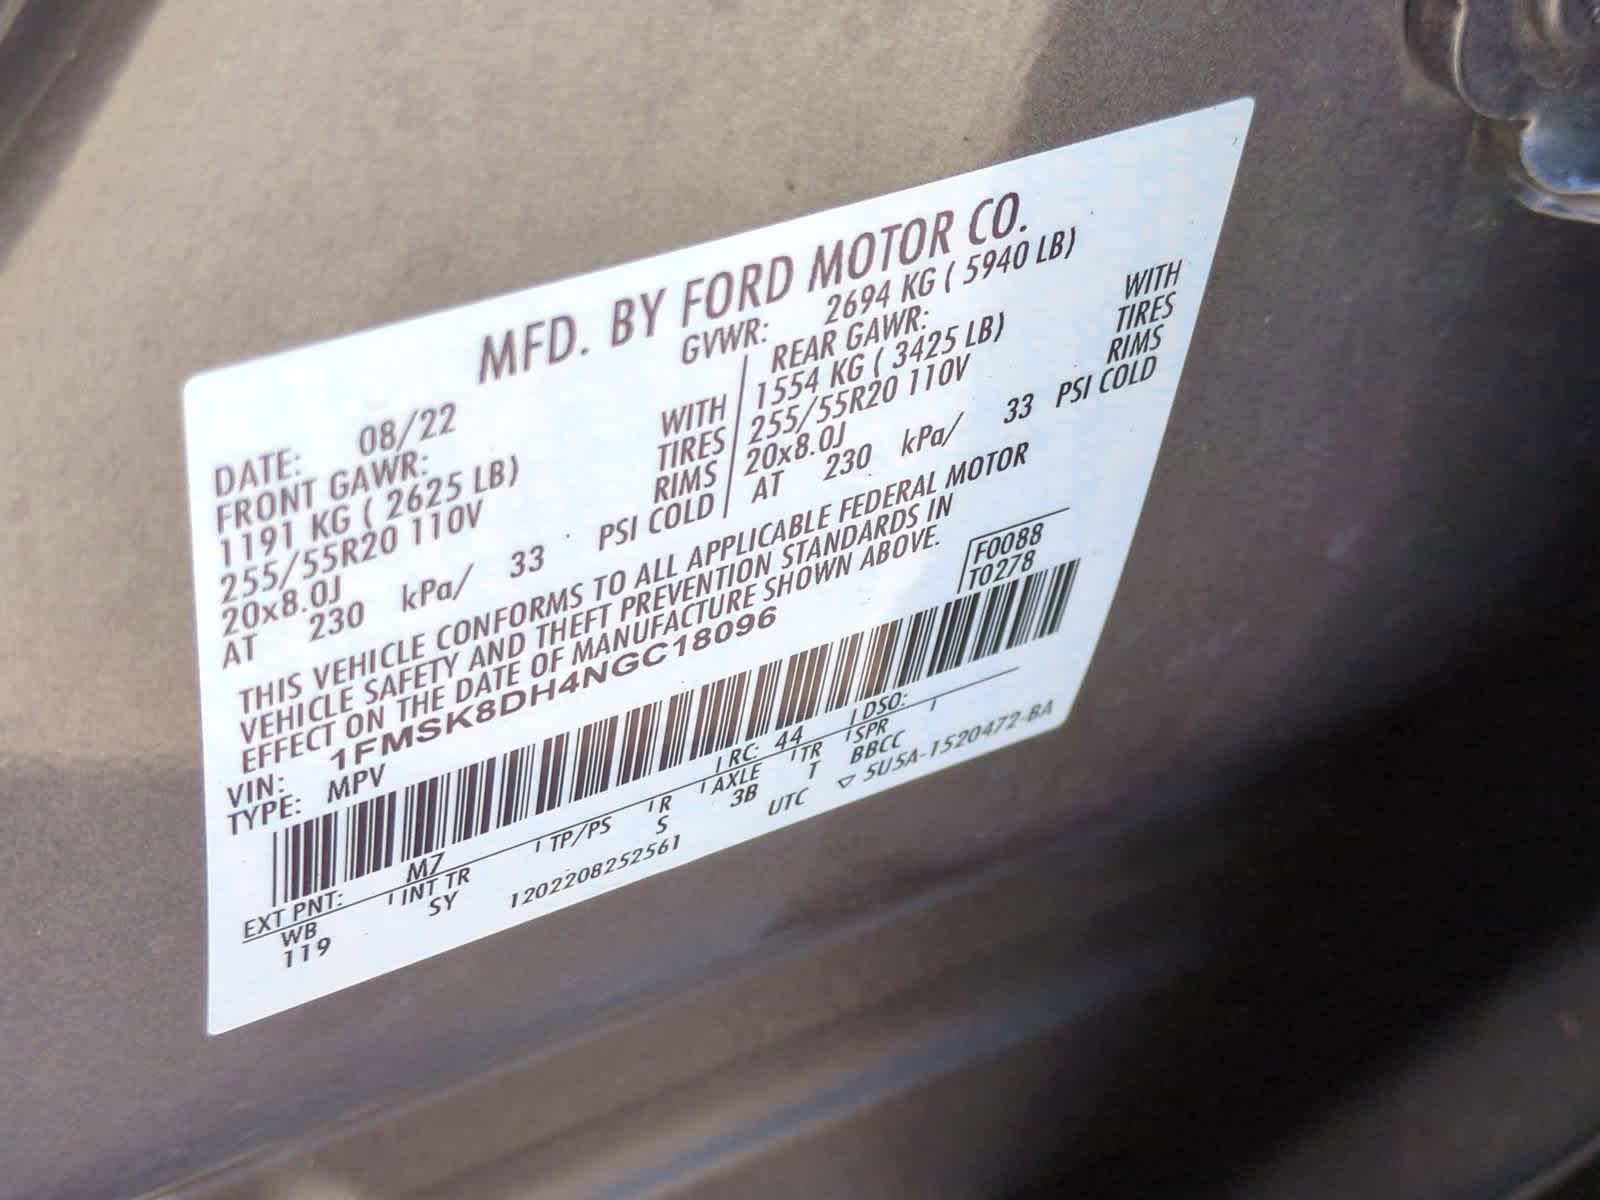 MFD. BY FORD MOTOR CO.
DATE: 08/22 GVWR: 2694 KG ( 5940 LB)
FRONT GAWR: REAR GAWR:
1191 KG ( 2625 LB) WITH 1554 KG ( 3425 LB) WITH
255/55R20 110V TIRES 255/55R20 110V TIRES
20x8.0J RIMS 20x8.0J RIMS
AT 230 kPa/ 33 PSI COLD AT 230 kPa/ 33 PSI COLD
THIS VEHICLE CONFORMS TO ALL APPLICABLE FEDERAL MOTOR
VEHICLE SAFETY AND THEFT PREVENTION STANDARDS IN
EFFECT ON THE DATE OF MANUFACTURE SHOWN ABOVE.
VIN: 1FMSK8DH4NGC18096 F0088
TYPE: MPV T0278
EXT PNT: M7 RC: 44 DSO:
WB INT TR TP/PS R AXLE TR SPR
119 SY S 3B T BBCC
1202208252561 UTC ▽ 5U5A-1520472-BA